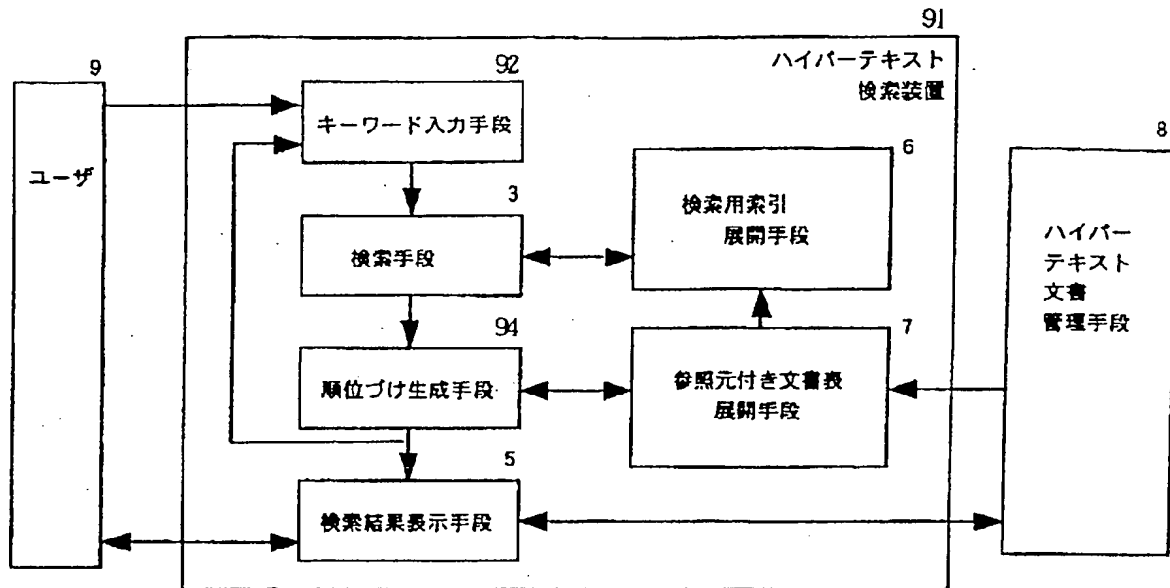 91
ハイパーテキスト
検索装置
9
ユーザ
92
キーワード入力手段
3
検索手段
94
順位づけ生成手段
5
検索結果表示手段
6
検索用索引
展開手段
7
参照元付き文書表
展開手段
8
ハイパー
テキスト
文書
管理手段